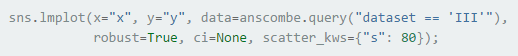 sns.lmplot(x="x", y="y", data=anscombe.query("dataset == 'III'"),
robust=True, ci=None, scatter_kws={"s": 80});